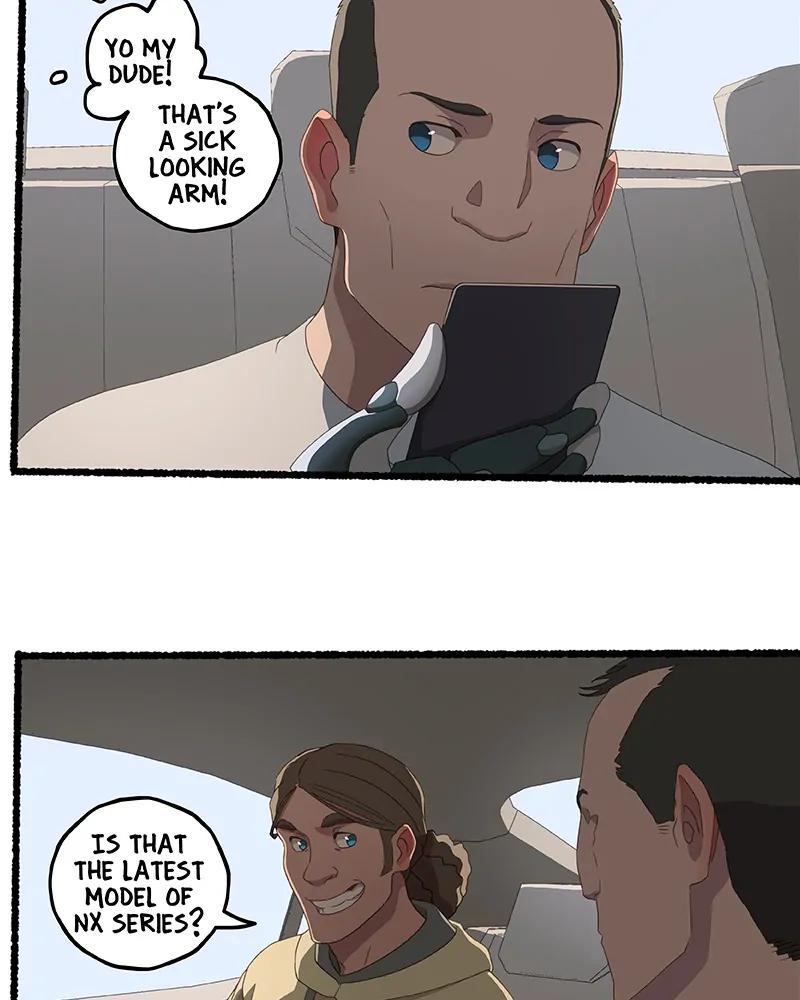 YO MY
DUDE!
THAT'S
A SICK
LOOKING
ARM!
IS THAT
THE LATEST
MODEL OF
NX SERIES?